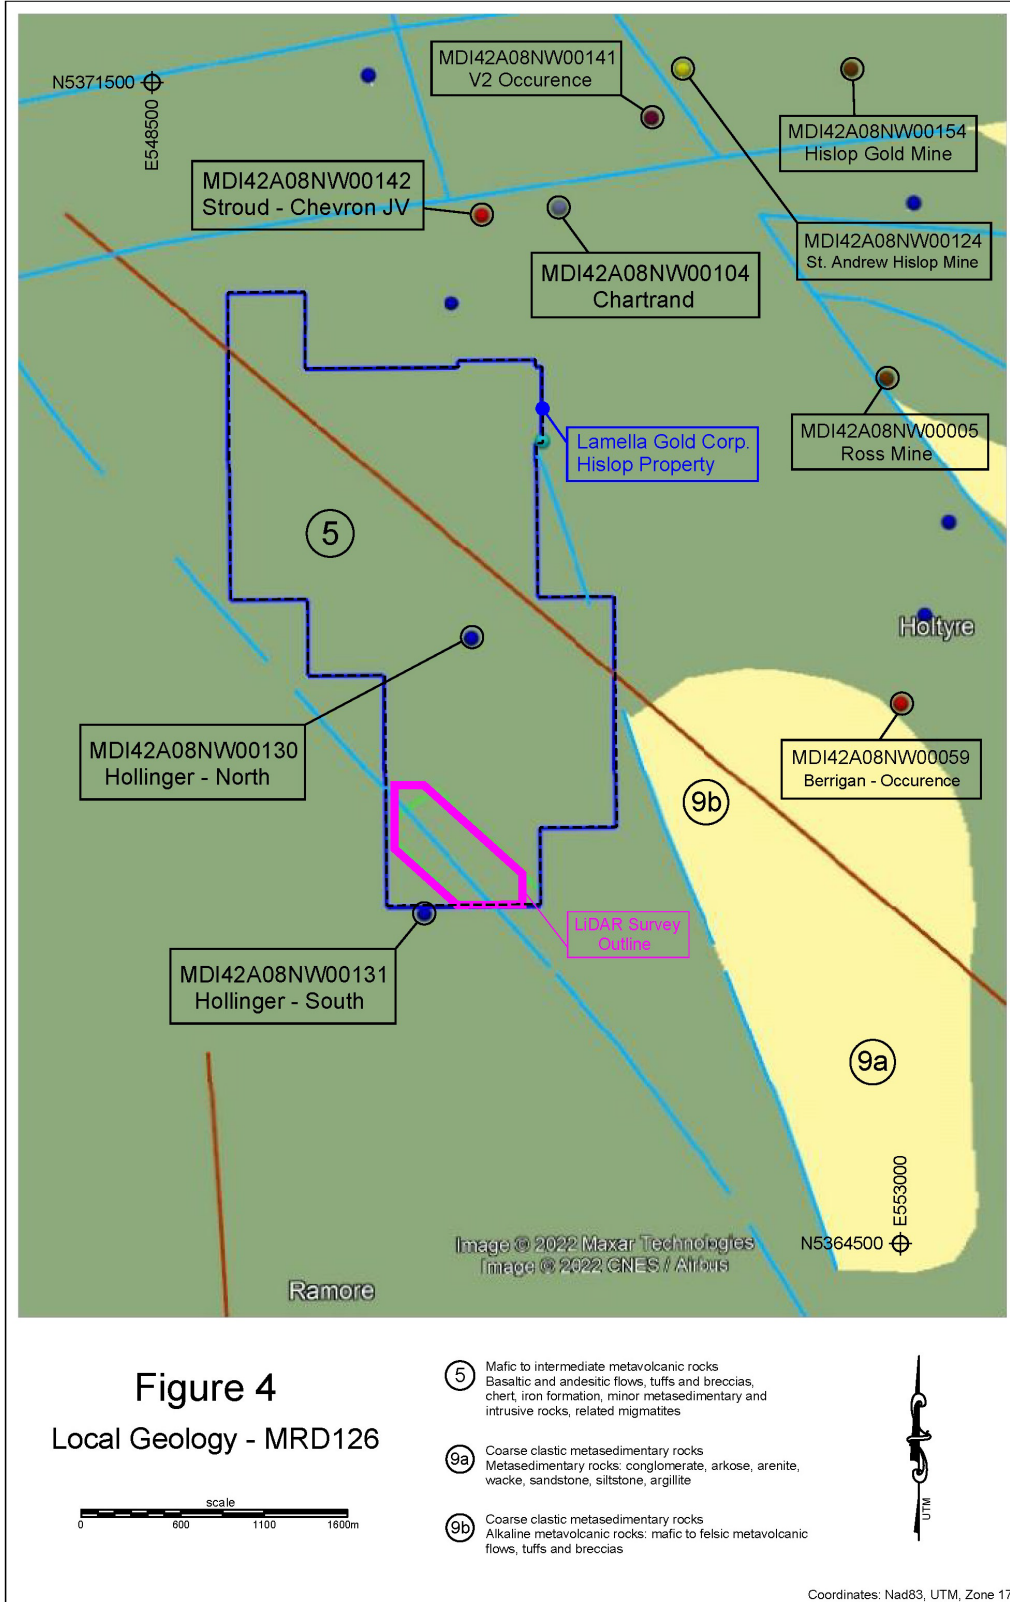 MDI42A08NW00141
V2 Occurence
N5371500
E548500
MDI42A08NW00154
Hislop Gold Mine
MDI42A08NW00142
Stroud - Chevron JV
MDI42A08NW00124
St. Andrew Hislop Mine
MDI42A08NW00104
Chartrand
MDI42A08NW00005
Ross Mine
Lamella Gold Corp.
Hislop Property
5
Holtyre
MDI42A08NW00130
Hollinger - North
MDI42A08NW00059
Berrigan - Occurence
9b
LiDAR Survey
Outline
MDI42A08NW00131
Hollinger - South
9a
E553000
N5364500
Image © 2022 Maxar Technologies
Image © 2022 CNES / Airbus
Ramore
Figure 4
Local Geology - MRD126
scale
0 600 1100 1600m
5 Mafic to intermediate metavolcanic rocks
Basaltic and andesitic flows, tuffs and breccias,
chert, iron formation, minor metasedimentary and
intrusive rocks, related migmatites
9a Coarse clastic metasedimentary rocks
Metasedimentary rocks: conglomerate, arkose, arenite,
wacke, sandstone, siltstone, argillite
9b Coarse clastic metasedimentary rocks
Alkaline metavolcanic rocks: mafic to felsic metavolcanic
flows, tuffs and breccias
UTM
Coordinates: Nad83, UTM, Zone 17